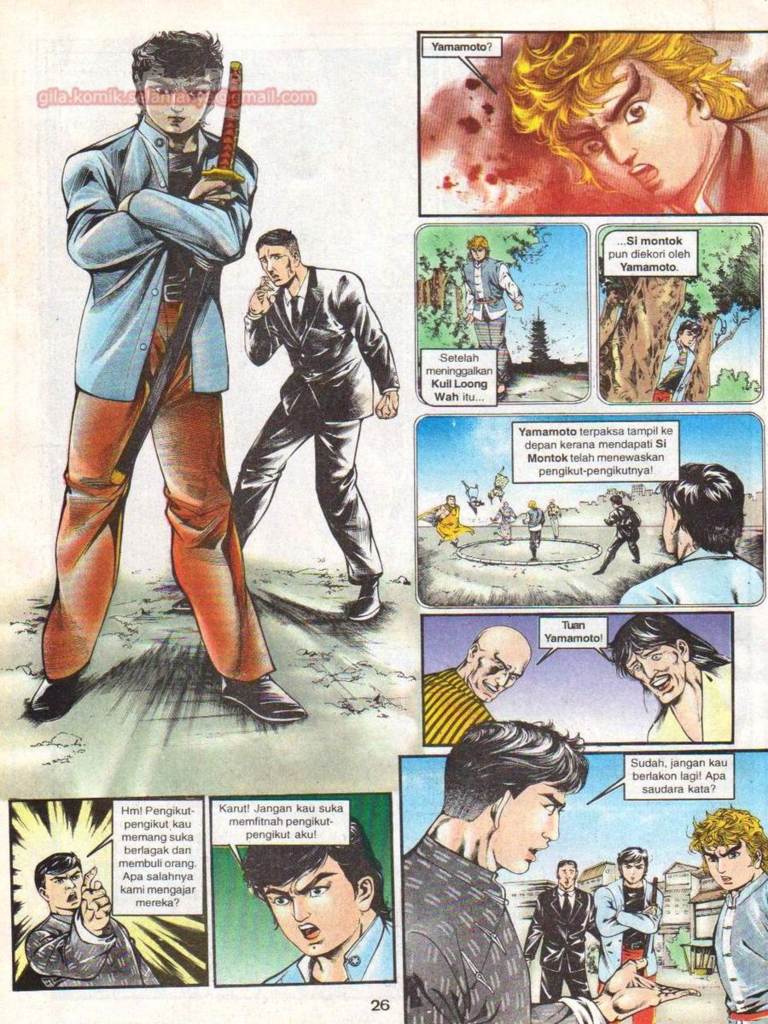 gila.komik.selamanya@gmail.com
Yamamoto?
Setelah
meninggalkan
Kuil Loong
Wah itu...
...Si montok
pun diekori oleh
Yamamoto.
Yamamoto terpaksa tampil ke
depan kerana mendapati Si
Montok telah menewaskan
pengikut-pengikutnya!
Tuan
Yamamoto!
Sudah, jangan kau
berlakon lagi! Apa
saudara kata?
Hm! Pengikut-
pengikut kau
memang suka
berlagak dan
membuli orang.
Apa salahnya
kami mengajar
mereka?
Karut! Jangan kau suka
memfitnah pengikut-
pengikut aku!
26